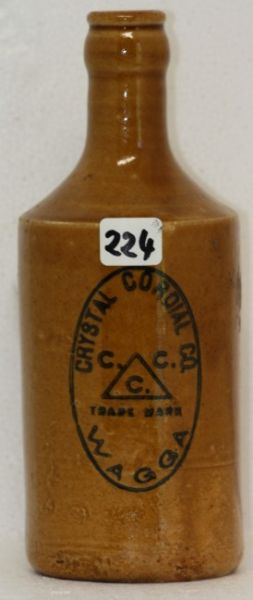 224
CRYSTAL CORDIAL CO.
C. C.
C.
TRADE MARK
WAGGA